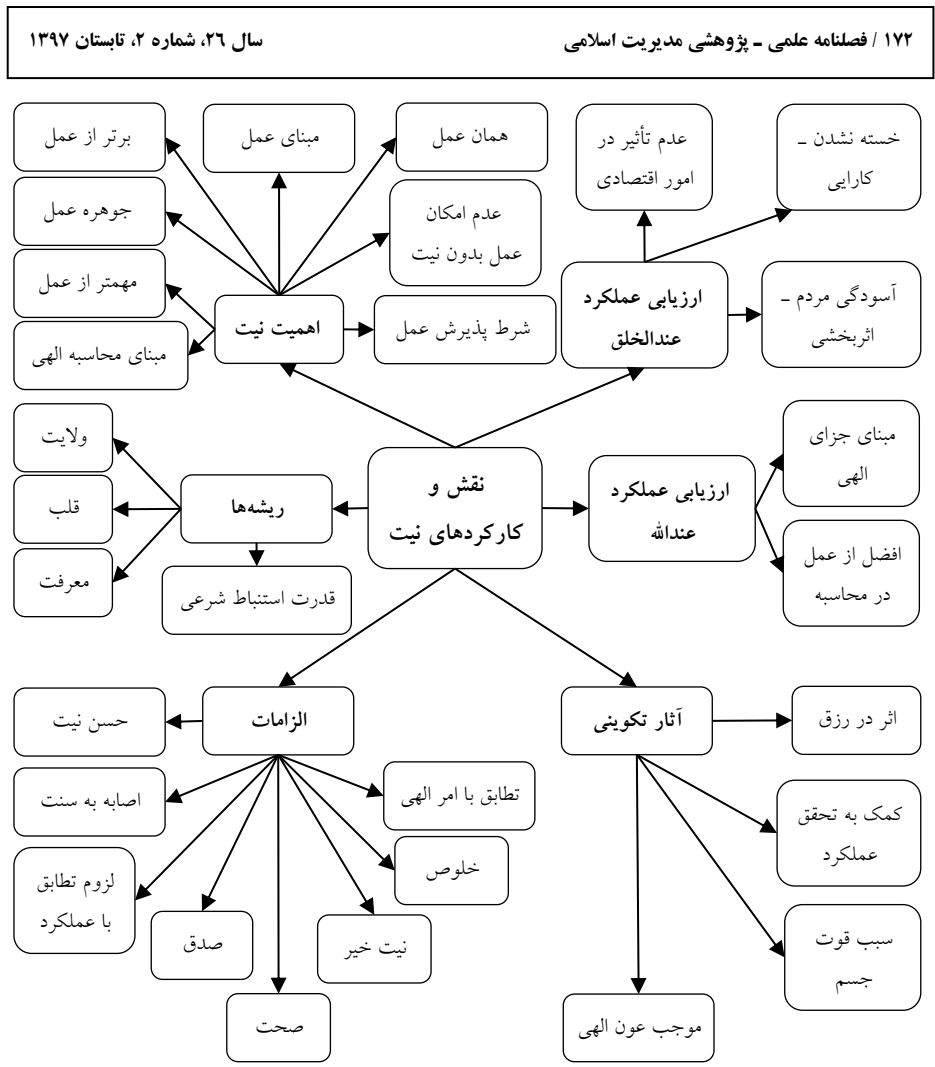 ۱۷۲ / فصلنامه علمی ـ پژوهشی مدیریت اسلامی
سال ۲٦، شماره ۲، تابستان ۱۳۹۷
خسته نشدن ـ
کارایی
عدم تأثیر در
امور اقتصادی
آسودگی مردم ـ
اثربخشی
ارزیابی عملکرد
عندالخلق
همان عمل
مبنای عمل
برتر از عمل
جوهره عمل
عدم امکان
عمل بدون نیت
مهمتر از عمل
اهمیت نیت
شرط پذیرش عمل
مبنای محاسبه الهی
نقش و
کارکردهای نیت
ارزیابی عملکرد
عندالله
مبنای جزای
الهی
افضل از عمل
در محاسبه
ریشه‌ها
ولایت
قلب
معرفت
قدرت استنباط شرعی
آثار تکوینی
اثر در رزق
کمک به تحقق
عملکرد
سبب قوت
جسم
موجب عون الهی
الزامات
حسن نیت
اصابه به سنت
لزوم تطابق
با عملکرد
صدق
صحت
نیت خیر
خلوص
تطابق با امر الهی